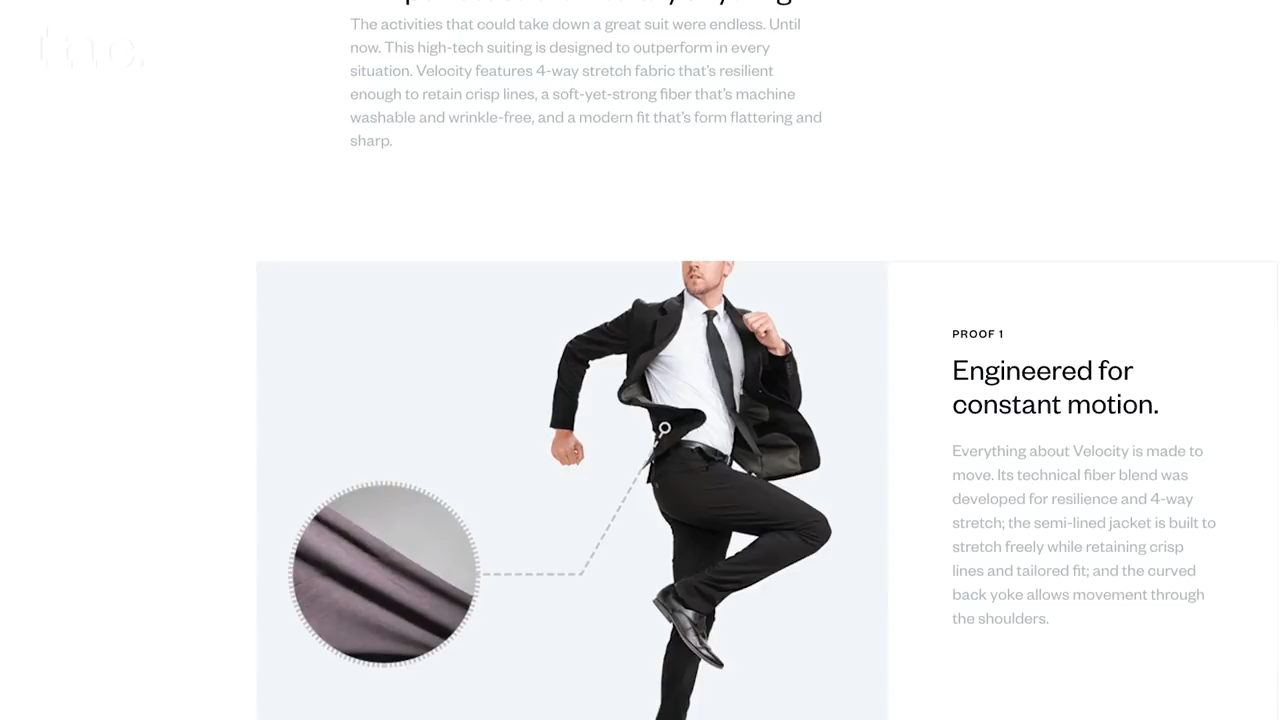 The activities that could take down a great suit were endless. Until
now. This high-tech suiting is designed to outperform in every
situation. Velocity features 4-way stretch fabric that's resilient
enough to retain crisp lines, a soft-yet-strong fiber that's machine
washable and wrinkle-free, and a modern fit that's form flattering and
sharp.
PROOF 1
Engineered for
constant motion.
Everything about Velocity is made to
move. Its technical fiber blend was
developed for resilience and 4-way
stretch; the semi-lined jacket is built to
stretch freely while retaining crisp
lines and tailored fit; and the curved
back yoke allows movement through
the shoulders.